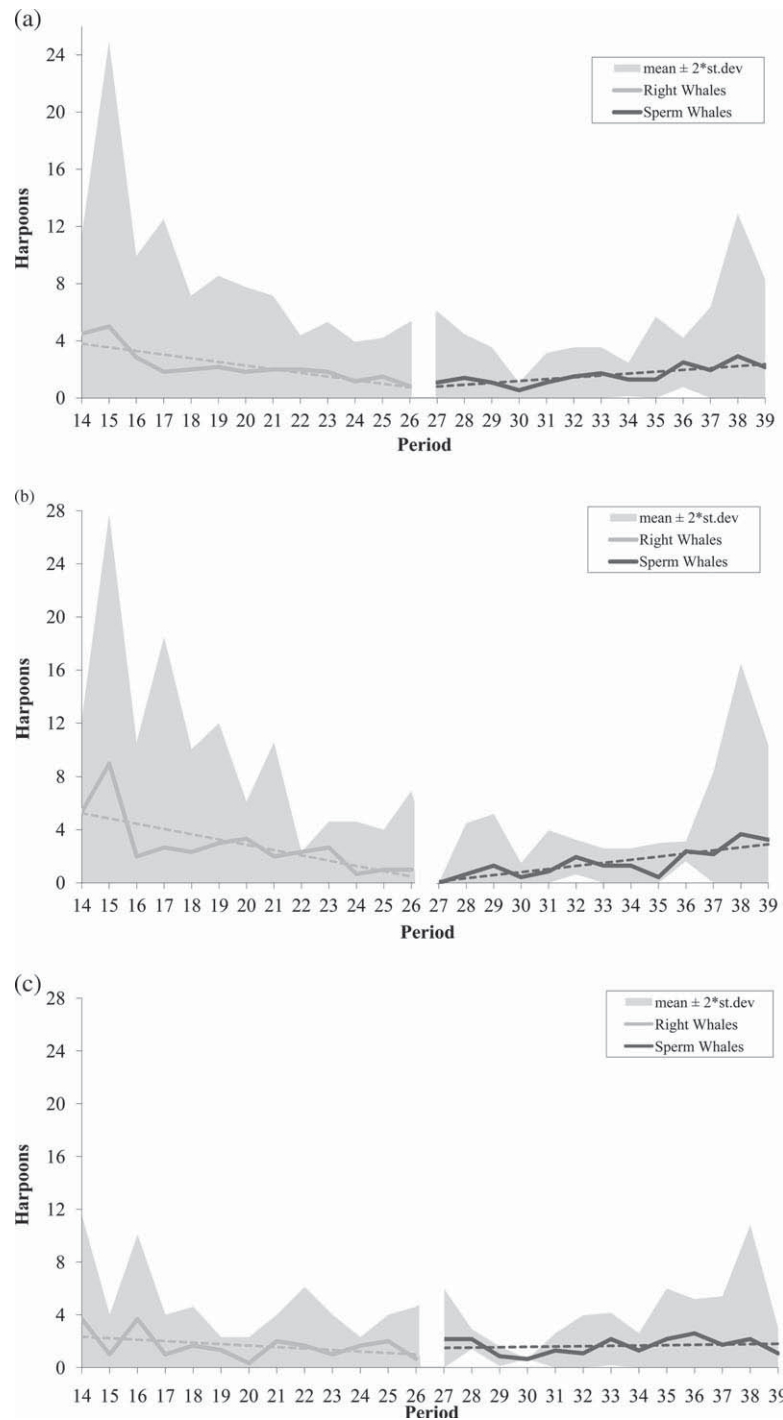 (a)
24
20
16
12
8
4
0
Harpoons
mean ± 2*st.dev
Right Whales
Sperm Whales
14 15 16 17 18 19 20 21 22 23 24 25 26 27 28 29 30 31 32 33 34 35 36 37 38 39
Period
(b)
28
24
20
16
12
8
4
0
Harpoons
mean ± 2*st.dev
Right Whales
Sperm Whales
14 15 16 17 18 19 20 21 22 23 24 25 26 27 28 29 30 31 32 33 34 35 36 37 38 39
Period
(c)
28
24
20
16
12
8
4
0
Harpoons
mean ± 2*st.dev
Right Whales
Sperm Whales
14 15 16 17 18 19 20 21 22 23 24 25 26 27 28 29 30 31 32 33 34 35 36 37 38 39
Period